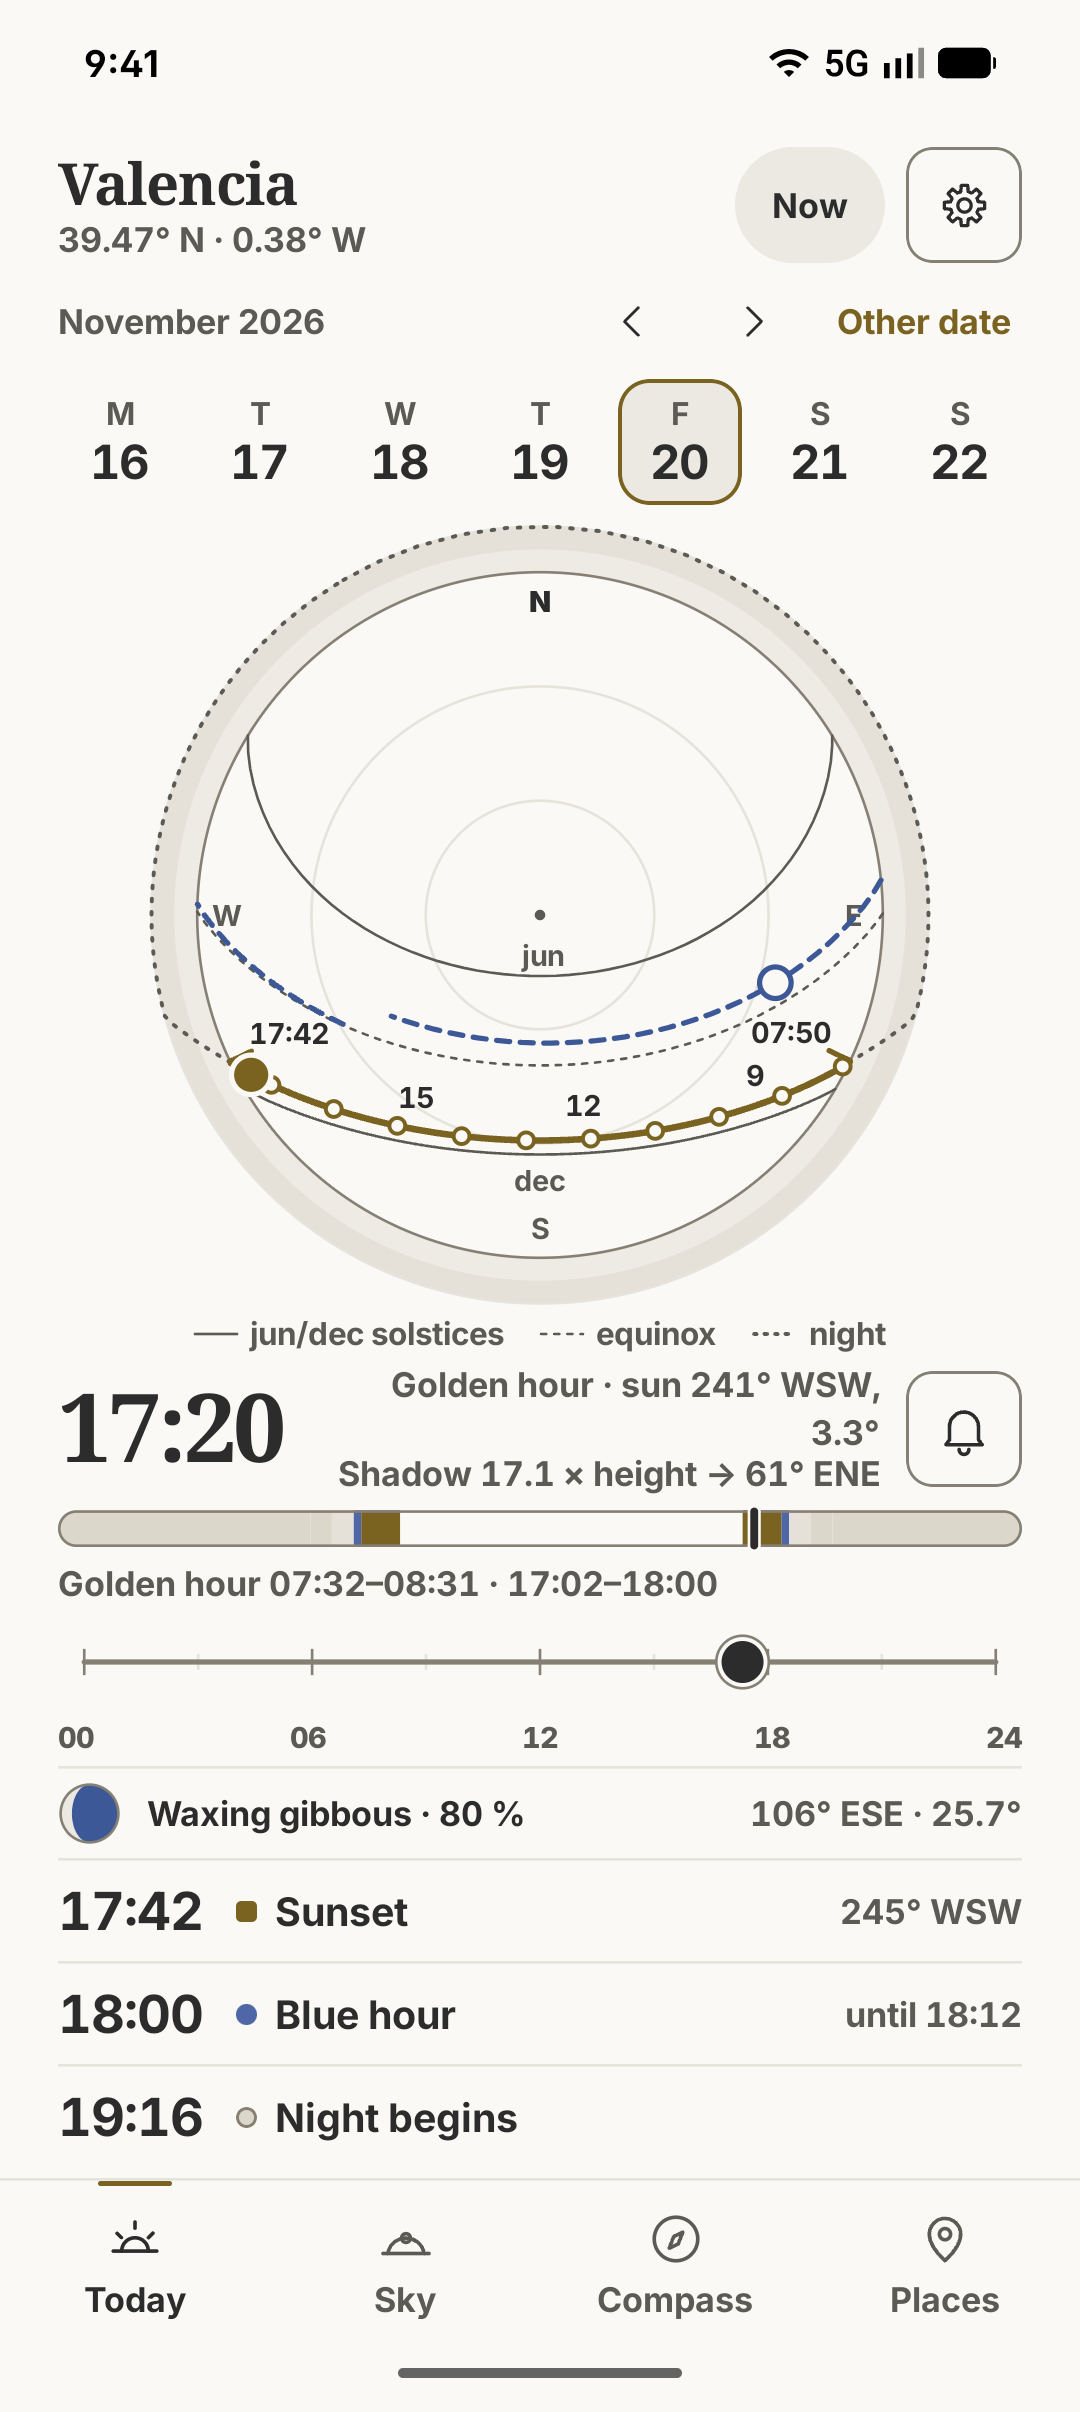 9:41
5G
Valencia
39.47° N · 0.38° W
Now
November 2026
Other date
M T W T F S S
16 17 18 19 20 21 22
N
W
E
jun
17:42
07:50
9
15
12
dec
S
jun/dec solstices
equinox
night
17:20
Golden hour · sun 241° WSW,
3.3°
Shadow 17.1 × height → 61° ENE
Golden hour 07:32–08:31 · 17:02–18:00
00 06 12 18 24
Waxing gibbous · 80 %
106° ESE · 25.7°
17:42 Sunset 245° WSW
18:00 Blue hour until 18:12
19:16 Night begins
Today Sky Compass Places